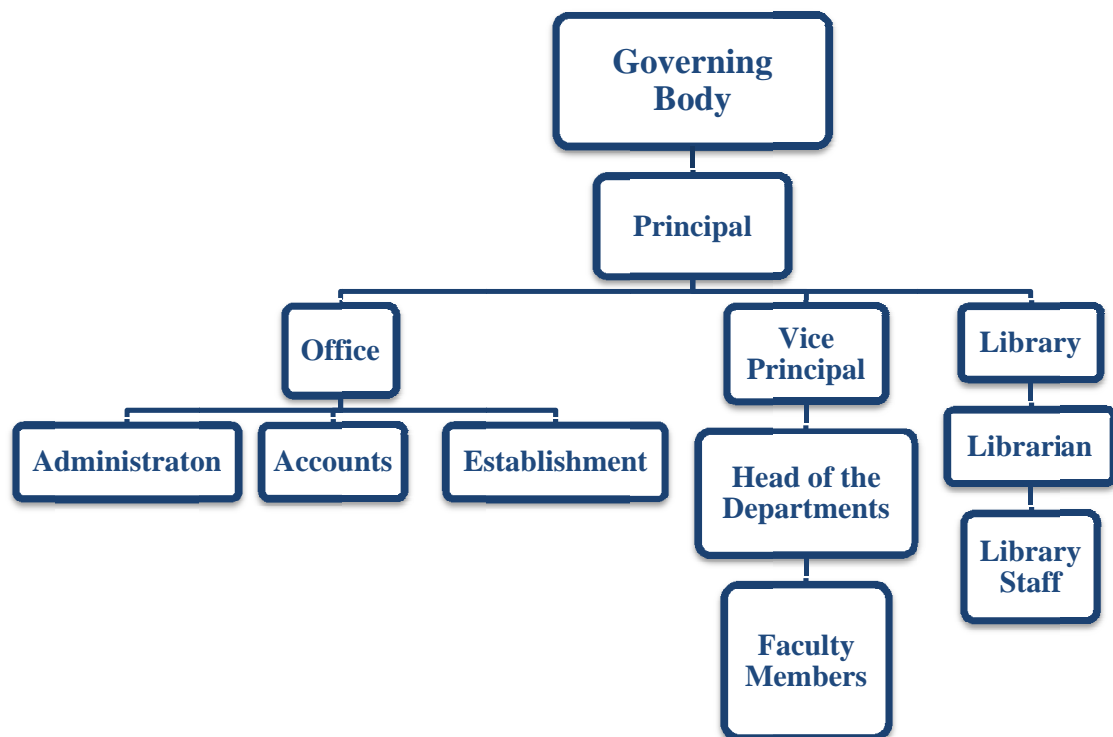 Governing
Body
Principal
Office
Vice
Principal
Library
Administraton
Accounts
Establishment
Head of the
Departments
Librarian
Faculty
Members
Library
Staff